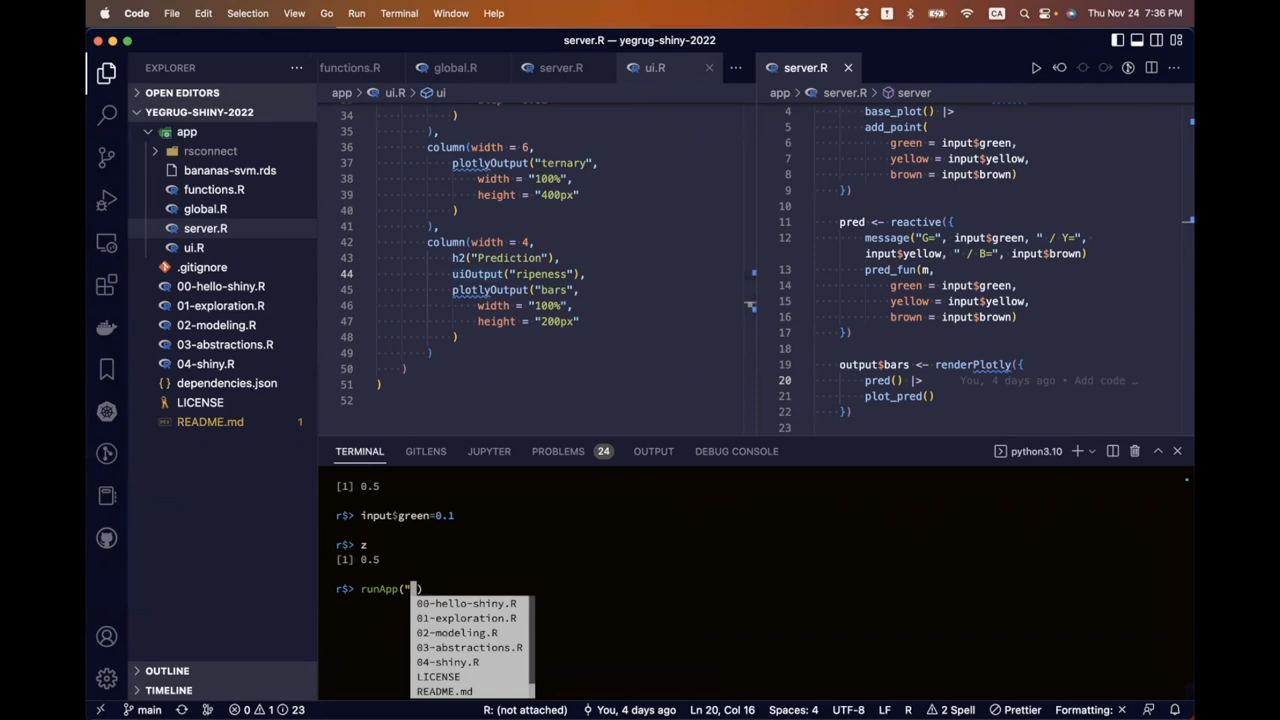 Code File Edit Selection View Go Run Terminal Window Help
CA Thu Nov 24 7:36 PM
server.R — yegrug-shiny-2022
EXPLORER
OPEN EDITORS
YEGRUG-SHINY-2022
app
rsconnect
bananas-svm.rds
functions.R
global.R
server.R
ui.R
.gitignore
00-hello-shiny.R
01-exploration.R
02-modeling.R
03-abstractions.R
04-shiny.R
dependencies.json
LICENSE
README.md 1
OUTLINE
TIMELINE
functions.R global.R server.R ui.R
app ui.R ui
34 )
35 ),
36 column(width = 6,
37 plotlyOutput("ternary",
38 width = "100%",
39 height = "400px"
40 )
41 ),
42 column(width = 4,
43 h2("Prediction"),
44 uiOutput("ripeness"),
45 plotlyOutput("bars",
46 width = "100%",
47 height = "200px"
48 )
49 )
50 )
51 )
52
server.R
app server.R server
4 base_plot() |>
5 add_point(
6 green = input$green,
7 yellow = input$yellow,
8 brown = input$brown)
9 })
10
11 pred <- reactive({
12 message("G=", input$green, " / Y=",
input$yellow, " / B=", input$brown)
13 pred_fun(m,
14 green = input$green,
15 yellow = input$yellow,
16 brown = input$brown)
17 })
18
19 output$bars <- renderPlotly({
20 pred() |> You, 4 days ago • Add code …
21 plot_pred()
22 })
23
TERMINAL GITLENS JUPYTER PROBLEMS 24 OUTPUT DEBUG CONSOLE
python3.10
[1] 0.5
r$> input$green=0.1
r$> z
[1] 0.5
r$> runApp("")
00-hello-shiny.R
01-exploration.R
02-modeling.R
03-abstractions.R
04-shiny.R
LICENSE
README.md
main 0 1 23 R: (not attached) You, 4 days ago Ln 20, Col 16 Spaces: 4 UTF-8 LF R 2 Spell Prettier Formatting: ×